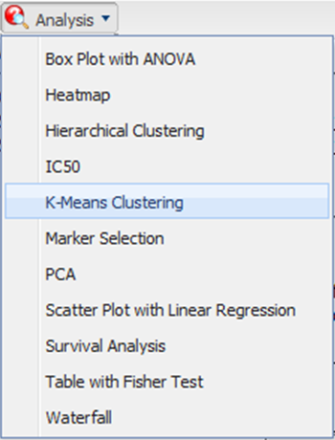 Analysis
Box Plot with ANOVA
Heatmap
Hierarchical Clustering
IC50
K-Means Clustering
Marker Selection
PCA
Scatter Plot with Linear Regression
Survival Analysis
Table with Fisher Test
Waterfall